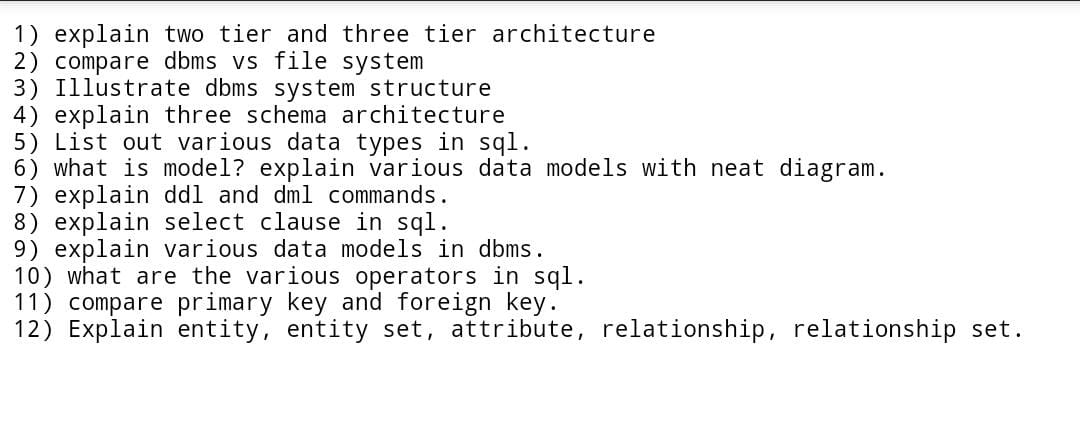 1) explain two tier and three tier architecture
2) compare dbms vs file system
3) Illustrate dbms system structure
4) explain three schema architecture
5) List out various data types in sql.
6) what is model? explain various data models with neat diagram.
7) explain ddl and dml commands.
8) explain select clause in sql.
9) explain various data models in dbms.
10) what are the various operators in sql.
11) compare primary key and foreign key.
12) Explain entity, entity set, attribute, relationship, relationship set.